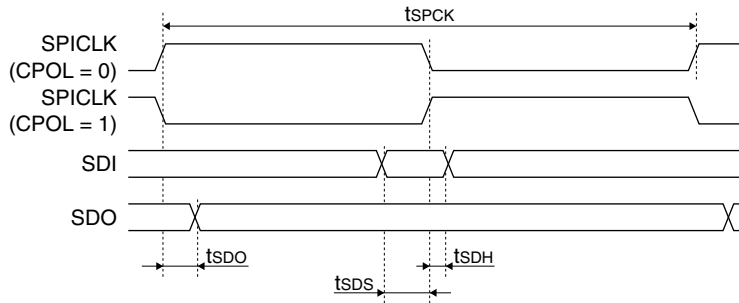 tSPCK
SPICLK
(CPOL = 0)
SPICLK
(CPOL = 1)
SDI
SDO
tSDO
tSDH
tSDS